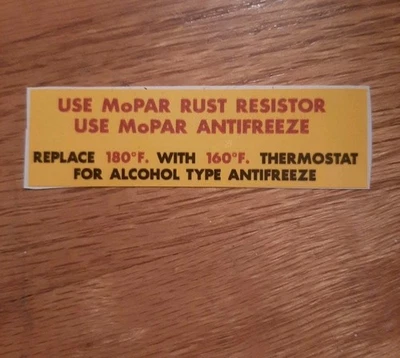 USE MoPAR RUST RESISTOR
USE MoPAR ANTIFREEZE
REPLACE 180°F. WITH 160°F. THERMOSTAT
FOR ALCOHOL TYPE ANTIFREEZE